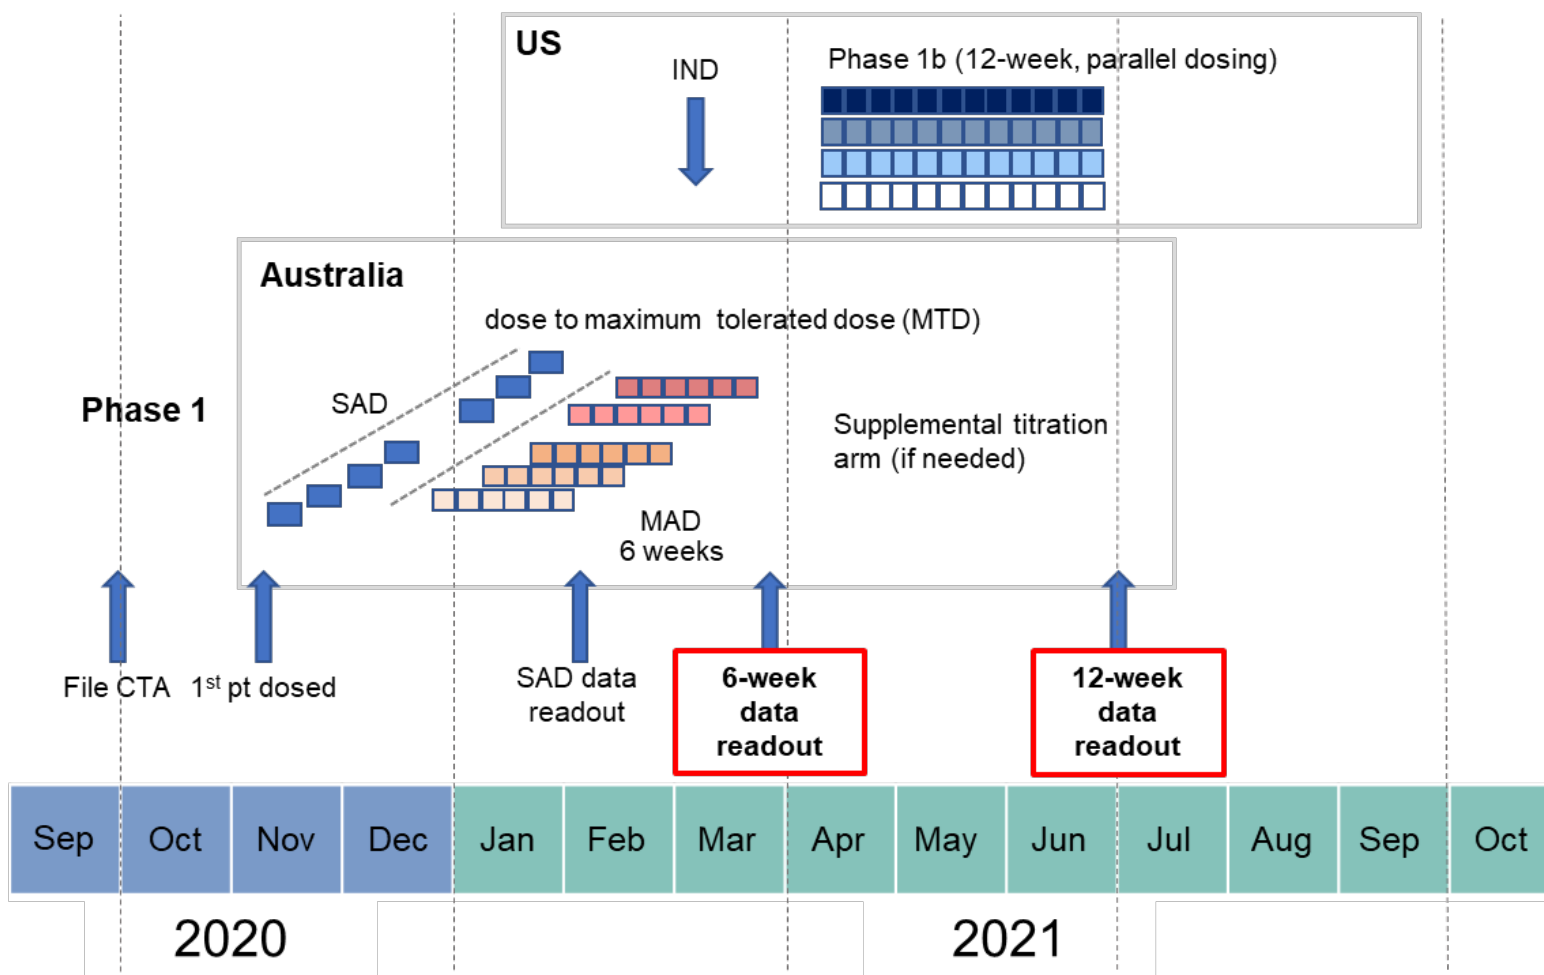 US
IND
Phase 1b (12-week, parallel dosing)
Australia
dose to maximum tolerated dose (MTD)
SAD
Phase 1
Supplemental titration
arm (if needed)
MAD
6 weeks
File CTA
1st pt dosed
SAD data
readout
6-week
data
readout
12-week
data
readout
Sep
Oct
Nov
Dec
Jan
Feb
Mar
Apr
May
Jun
Jul
Aug
Sep
Oct
2020
2021